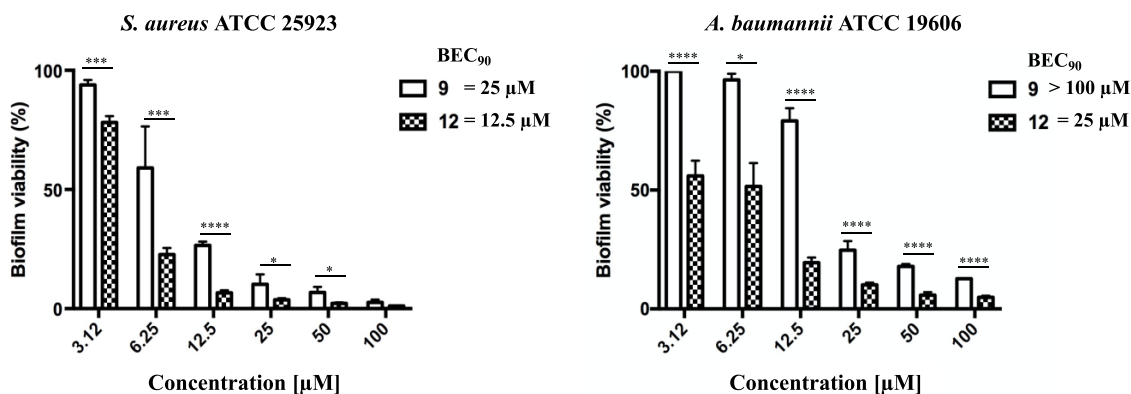 S. aureus ATCC 25923
BEC90
9 = 25 µM
12 = 12.5 µM
Biofilm viability (%)
100
50
0
***
***
****
*
*
3.12
6.25
12.5
25
50
100
Concentration [µM]
A. baumannii ATCC 19606
BEC90
9 > 100 µM
12 = 25 µM
Biofilm viability (%)
100
50
0
****
*
****
****
****
****
3.12
6.25
12.5
25
50
100
Concentration [µM]